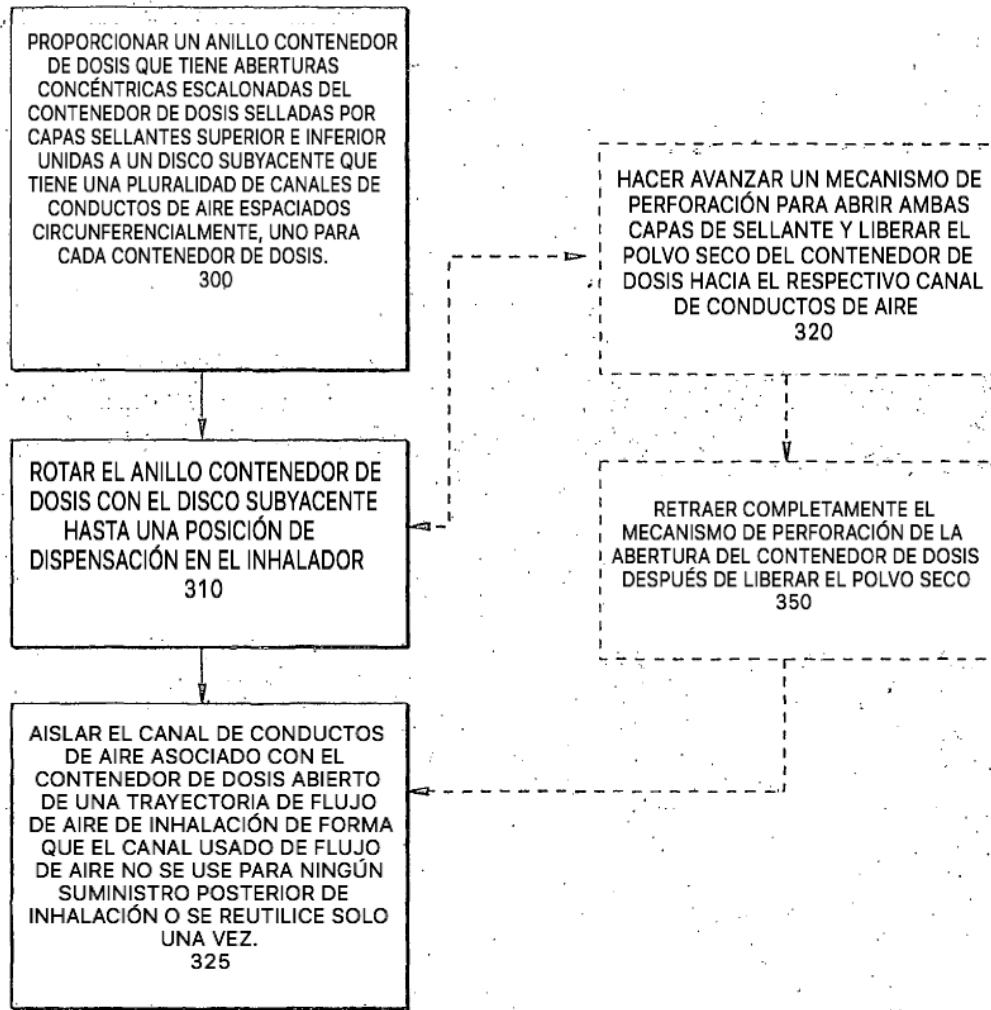 PROPORCIONAR UN ANILLO CONTENEDOR
DE DOSIS QUE TIENE ABERTURAS
CONCÉNTRICAS ESCALONADAS DEL
CONTENEDOR DE DOSIS SELLADAS POR
CAPAS SELLANTES SUPERIOR E INFERIOR
UNIDAS A UN DISCO SUBYACENTE QUE
TIENE UNA PLURALIDAD DE CANALES DE
CONDUCTOS DE AIRE ESPACIADOS
CIRCUNFERENCIALMENTE, UNO PARA
CADA CONTENEDOR DE DOSIS.
300
ROTAR EL ANILLO CONTENEDOR DE
DOSIS CON EL DISCO SUBYACENTE
HASTA UNA POSICIÓN DE
DISPENSACIÓN EN EL INHALADOR
310
AISLAR EL CANAL DE CONDUCTOS
DE AIRE ASOCIADO CON EL
CONTENEDOR DE DOSIS ABIERTO
DE UNA TRAYECTORIA DE FLUJO
DE AIRE DE INHALACIÓN DE FORMA
QUE EL CANAL USADO DE FLUJO
DE AIRE NO SE USE PARA NINGÚN
SUMINISTRO POSTERIOR DE
INHALACIÓN O SE REUTILICE SOLO
UNA VEZ.
325
HACER AVANZAR UN MECANISMO DE
PERFORACIÓN PARA ABRIR AMBAS
CAPAS DE SELLANTE Y LIBERAR EL
POLVO SECO DEL CONTENEDOR DE
DOSIS HACIA EL RESPECTIVO CANAL
DE CONDUCTOS DE AIRE
320
RETRAER COMPLETAMENTE EL
MECANISMO DE PERFORACIÓN DE LA
ABERTURA DEL CONTENEDOR DE DOSIS
DESPUÉS DE LIBERAR EL POLVO SECO
350